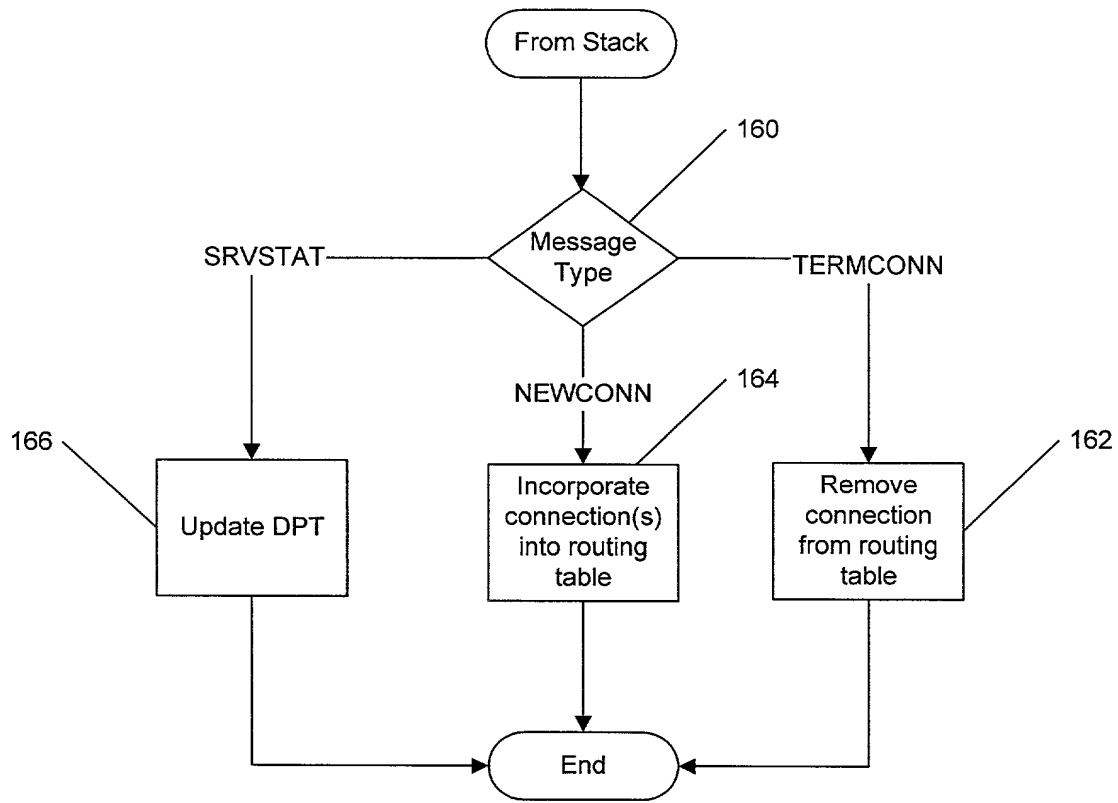 From Stack
160
Message
Type
SRVSTAT
TERMCONN
NEWCONN
164
166
162
Update DPT
Incorporate
connection(s)
into routing
table
Remove
connection
from routing
table
End